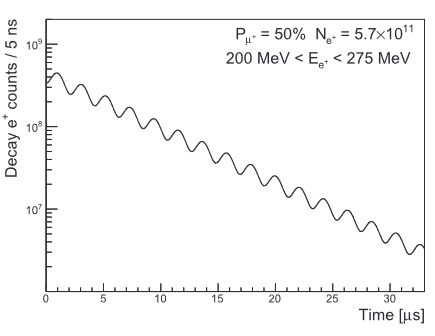 P_μ+ = 50% N_e+ = 5.7×10^11
200 MeV < E_e+ < 275 MeV
Decay e^+ counts / 5 ns
10^9
10^8
10^7
0 5 10 15 20 25 30
Time [μs]